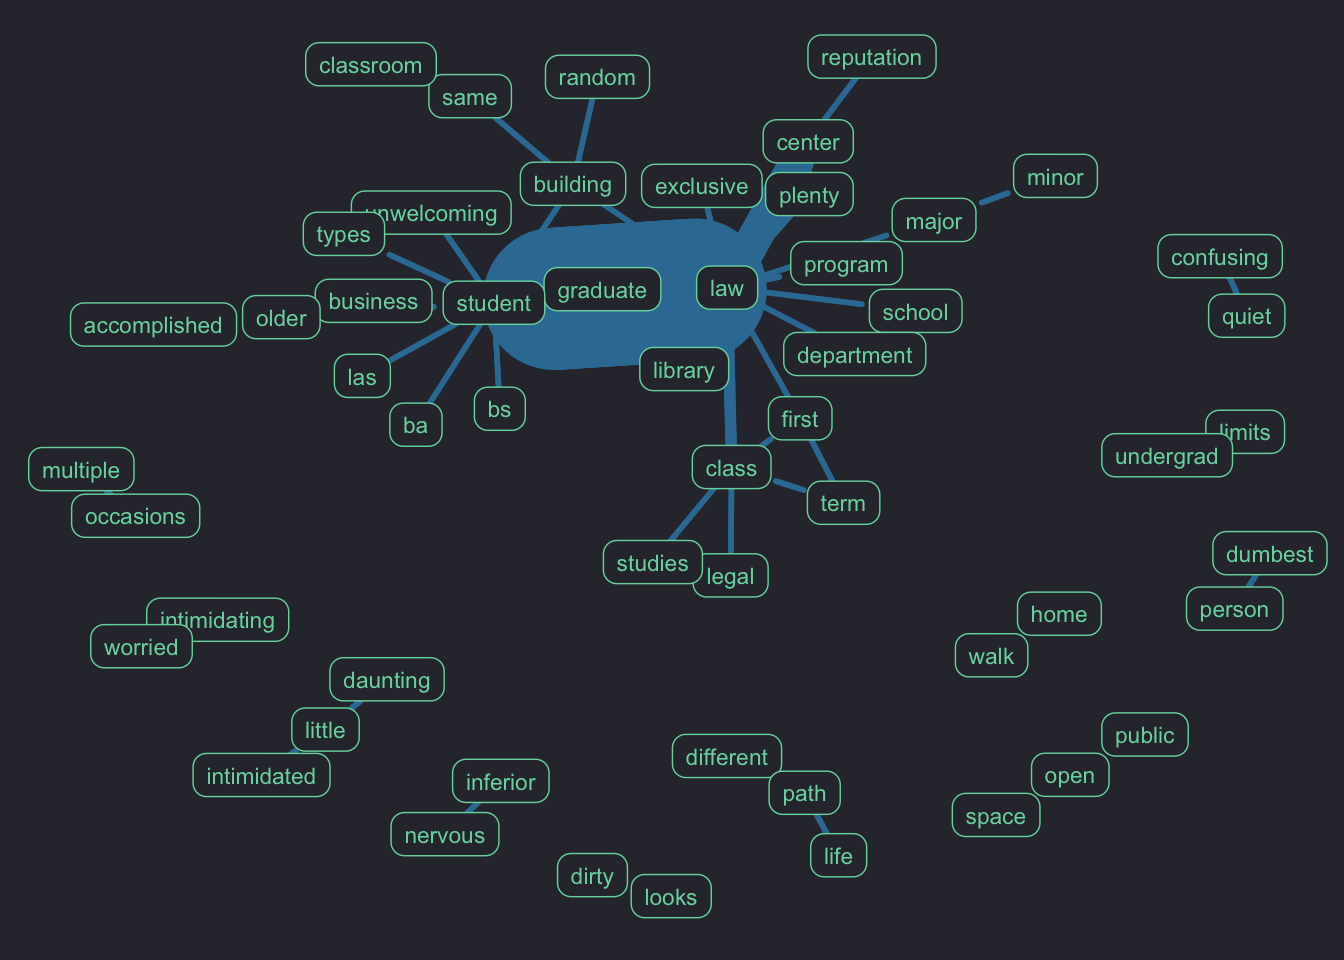 reputation
classroom
random
same
center
minor
building
exclusive
plenty
unwelcoming
major
types
confusing
program
graduate
law
business
student
school
quiet
older
accomplished
department
library
las
bs
first
ba
limits
undergrad
class
multiple
term
occasions
dumbest
studies
legal
person
home
intimidating
worried
walk
daunting
little
public
different
intimidated
open
inferior
path
space
nervous
life
dirty
looks